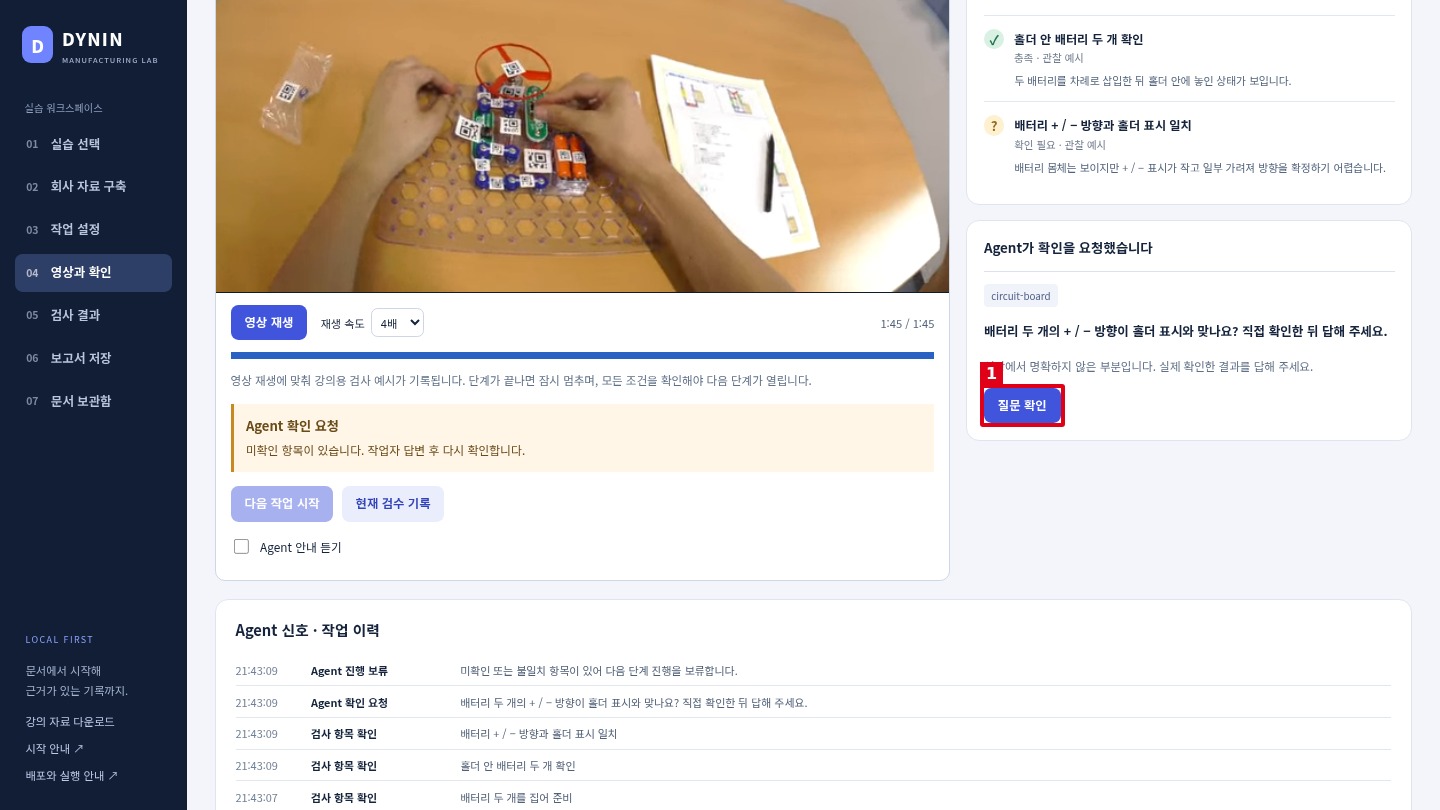 D
DYNIN
MANUFACTURING LAB
실습 워크스페이스
01 실습 선택
02 회사 자료 구축
03 작업 설정
04 영상과 확인
05 검사 결과
06 보고서 저장
07 문서 보관함
LOCAL FIRST
문서에서 시작해
근거가 있는 기록까지.
강의 자료 다운로드
시작 안내 ↗
배포와 실행 안내 ↗
영상 재생
재생 속도
4배
1:45 / 1:45
영상 재생에 맞춰 강의용 검사 예시가 기록됩니다. 단계가 끝나면 잠시 멈추며, 모든 조건을 확인해야 다음 단계가 열립니다.
Agent 확인 요청
미확인 항목이 있습니다. 작업자 답변 후 다시 확인합니다.
다음 작업 시작
현재 검수 기록
Agent 안내 듣기
✓ 홀더 안 배터리 두 개 확인
충족 · 관찰 예시
두 배터리를 차례로 삽입한 뒤 홀더 안에 놓인 상태가 보입니다.
? 배터리 + / − 방향과 홀더 표시 일치
확인 필요 · 관찰 예시
배터리 몸체는 보이지만 + / − 표시가 작고 일부 가려져 방향을 확정하기 어렵습니다.
Agent가 확인을 요청했습니다
circuit-board
배터리 두 개의 + / − 방향이 홀더 표시와 맞나요? 직접 확인한 뒤 답해 주세요.
에서 명확하지 않은 부분입니다. 실제 확인한 결과를 답해 주세요.
1
질문 확인
Agent 신호 · 작업 이력
21:43:09 Agent 진행 보류 미확인 또는 불일치 항목이 있어 다음 단계 진행을 보류합니다.
21:43:09 Agent 확인 요청 배터리 두 개의 + / − 방향이 홀더 표시와 맞나요? 직접 확인한 뒤 답해 주세요.
21:43:09 검사 항목 확인 배터리 + / − 방향과 홀더 표시 일치
21:43:09 검사 항목 확인 홀더 안 배터리 두 개 확인
21:43:07 검사 항목 확인 배터리 두 개를 집어 준비